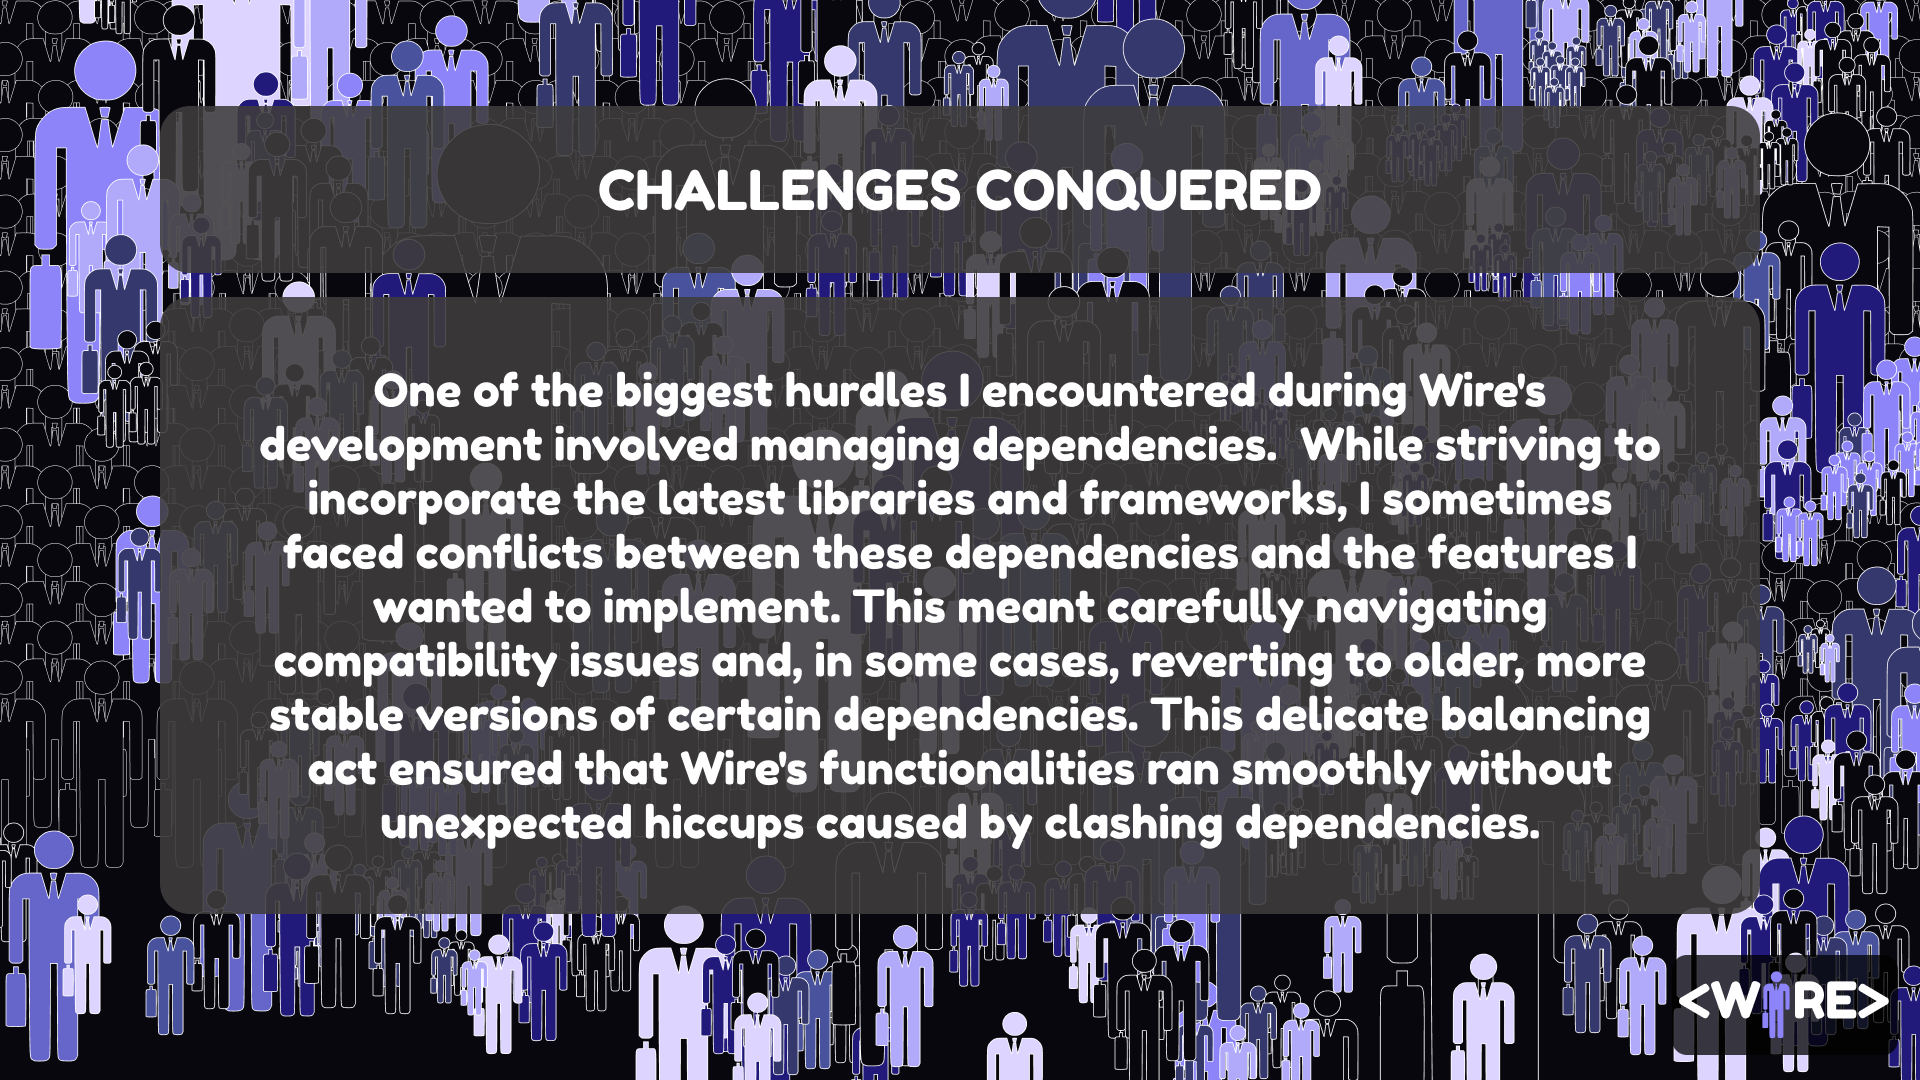 CHALLENGES CONQUERED
One of the biggest hurdles I encountered during Wire's
development involved managing dependencies.  While striving to
incorporate the latest libraries and frameworks, I sometimes
faced conflicts between these dependencies and the features I
wanted to implement. This meant carefully navigating
compatibility issues and, in some cases, reverting to older, more
stable versions of certain dependencies. This delicate balancing
act ensured that Wire's functionalities ran smoothly without
unexpected hiccups caused by clashing dependencies.
<WIRE>